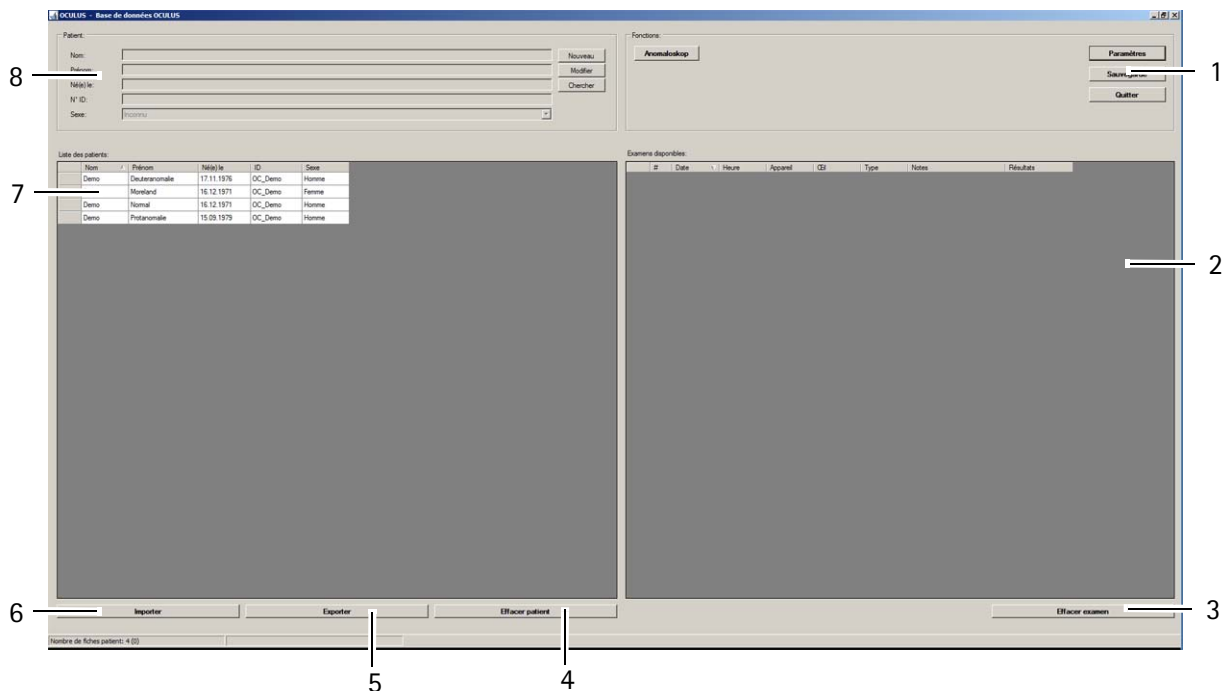 OCULUS - Base de données OCULUS
Patient:
Nom:
Nouveau
Prénom:
Modifier
Né(e) le:
Chercher
N° ID:
Sexe:
Inconnu
Fonctions:
Anomaloskop
Paramètres
Sauvegarde
Quitter
8
1
Liste des patients:
Nom Prénom Né(e) le ID Sexe
Demo Deuteranomalie 17.11.1976 OC_Demo Homme
Moreland 16.12.1971 OC_Demo Femme
Demo Normal 16.12.1971 OC_Demo Homme
Demo Protanomalie 15.09.1979 OC_Demo Homme
7
Examens disponibles:
# Date Heure Appareil Œil Type Notes Résultats
2
6
Importer
Exporter
Effacer patient
Effacer examen
3
Nombre de fiches patient: 4 (0)
5
4